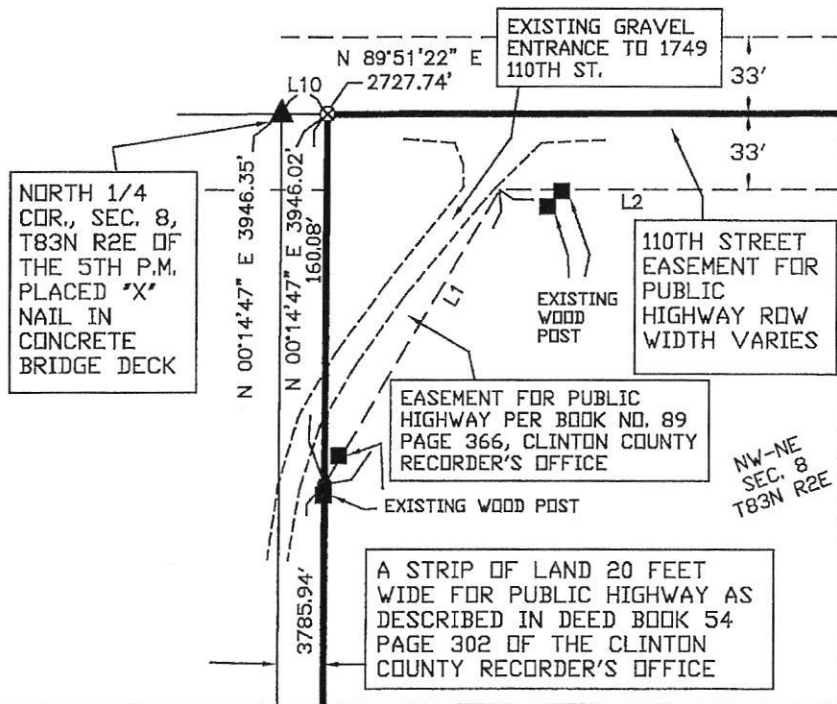 EXISTING GRAVEL
ENTRANCE TO 1749
110TH ST.
N 89°51'22" E
2727.74'
L10
33'
33'
NORTH 1/4
COR., SEC. 8,
T83N R2E OF
THE 5TH P.M.
PLACED "X"
NAIL IN
CONCRETE
BRIDGE DECK
N 00°14'47" E 3946.35'
N 00°14'47" E 3946.02'
160.08'
L1
L2
EXISTING
WOOD
POST
110TH STREET
EASEMENT FOR
PUBLIC
HIGHWAY ROW
WIDTH VARIES
EASEMENT FOR PUBLIC
HIGHWAY PER BOOK NO. 89
PAGE 366, CLINTON COUNTY
RECORDER'S OFFICE
NW-NE
SEC. 8
T83N R2E
EXISTING WOOD POST
3785.94'
A STRIP OF LAND 20 FEET
WIDE FOR PUBLIC HIGHWAY AS
DESCRIBED IN DEED BOOK 54
PAGE 302 OF THE CLINTON
COUNTY RECORDER'S OFFICE